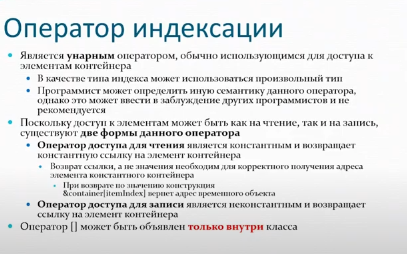 Оператор индексации
Является унарным оператором, обычно использующимся для доступа к
элементам контейнера
В качестве типа индекса может использоваться произвольный тип
Программист может определить иную семантику данного оператора,
однако это может ввести в заблуждение других программистов и не
рекомендуется
Поскольку доступ к элементам может быть как на чтение, так и на запись,
существуют две формы данного оператора
Оператор доступа для чтения является константным и возвращает
константную ссылку на элемент контейнера
Возврат ссылки, а не значения необходим для корректного получения адреса
элемента константного контейнера
При возврате по значению конструкция
&container[itemIndex] вернет адрес временного объекта
Оператор доступа для записи является неконстантным и возвращает
ссылку на элемент контейнера
Оператор [] может быть объявлен только внутри класса